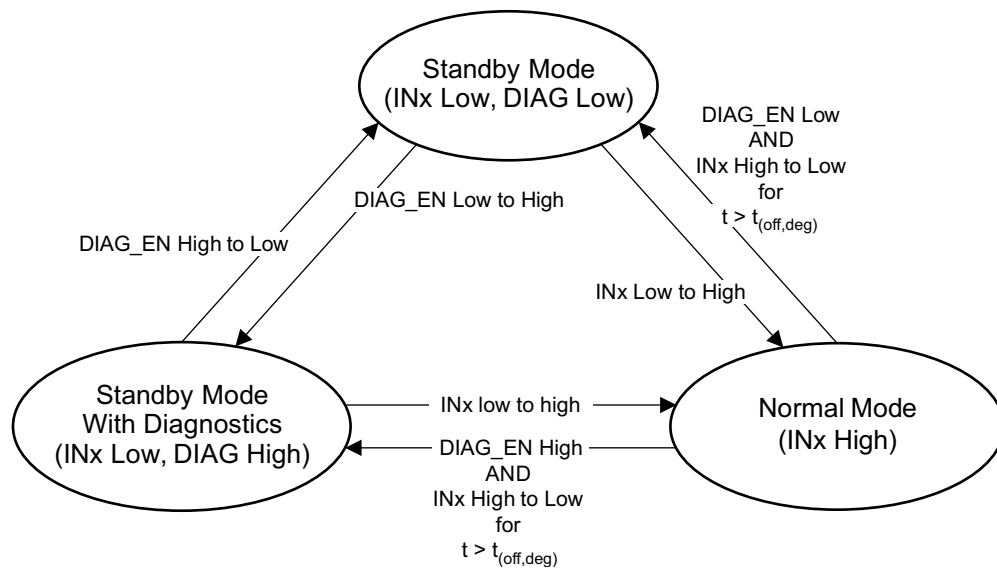 Standby Mode
(INx Low, DIAG Low)
DIAG_EN Low
AND
INx High to Low
for
t > t(off,deg)
DIAG_EN Low to High
DIAG_EN High to Low
INx Low to High
Standby Mode
With Diagnostics
(INx Low, DIAG High)
INx low to high
DIAG_EN High
AND
INx High to Low
for
t > t(off,deg)
Normal Mode
(INx High)